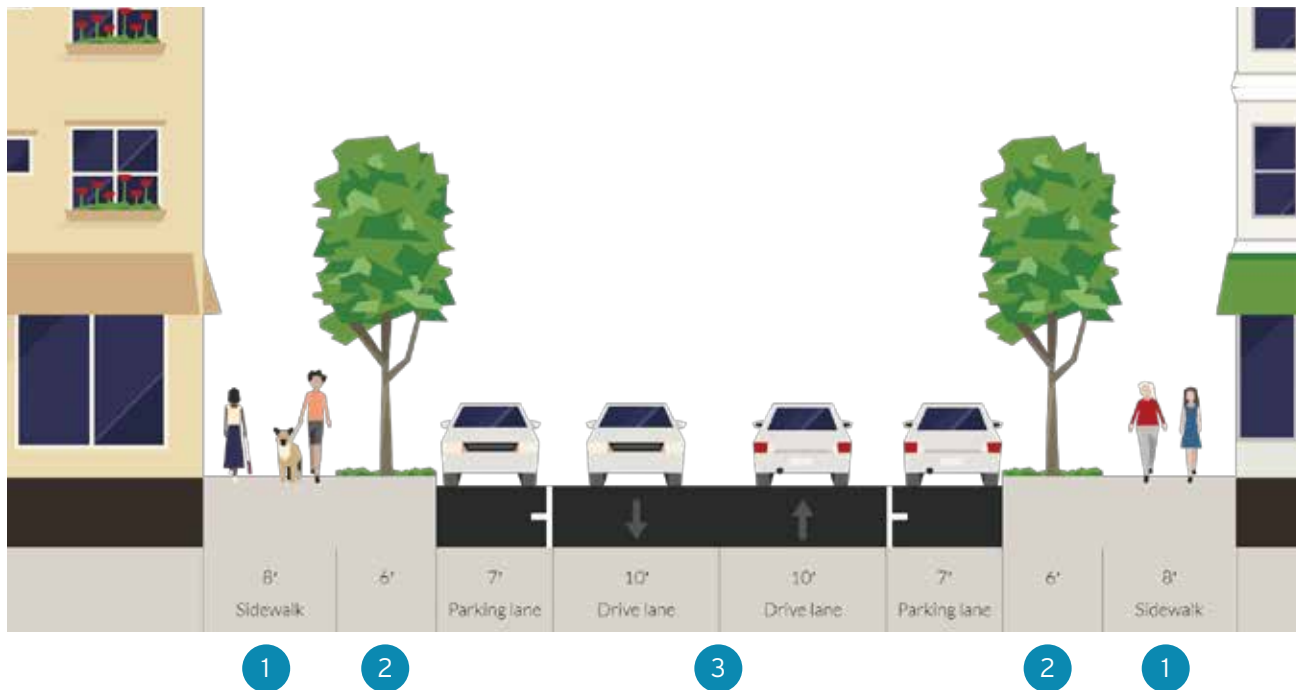 8' 6' 7' 10' 10' 7' 6' 8'
Sidewalk Parking lane Drive lane Drive lane Parking lane Sidewalk
1 2 3 2 1